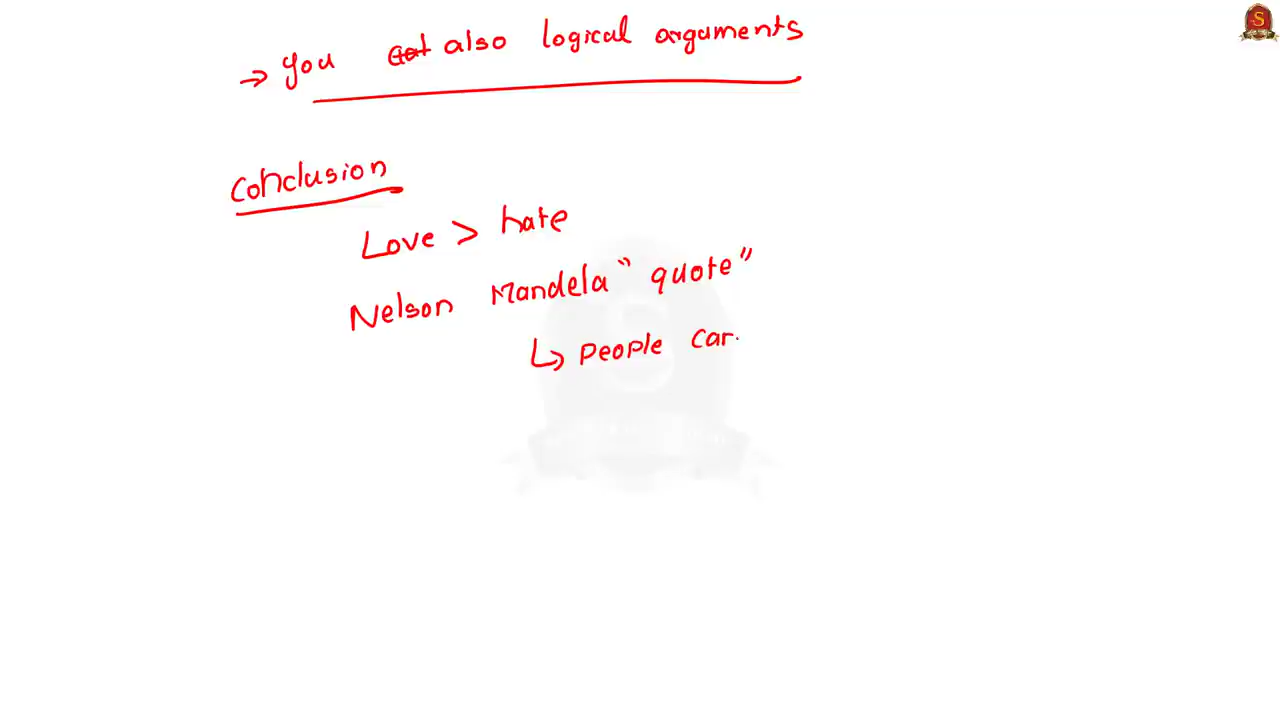 → you also logical arguments
Conclusion
Love > hate
Nelson Mandela "quote"
↳ People car